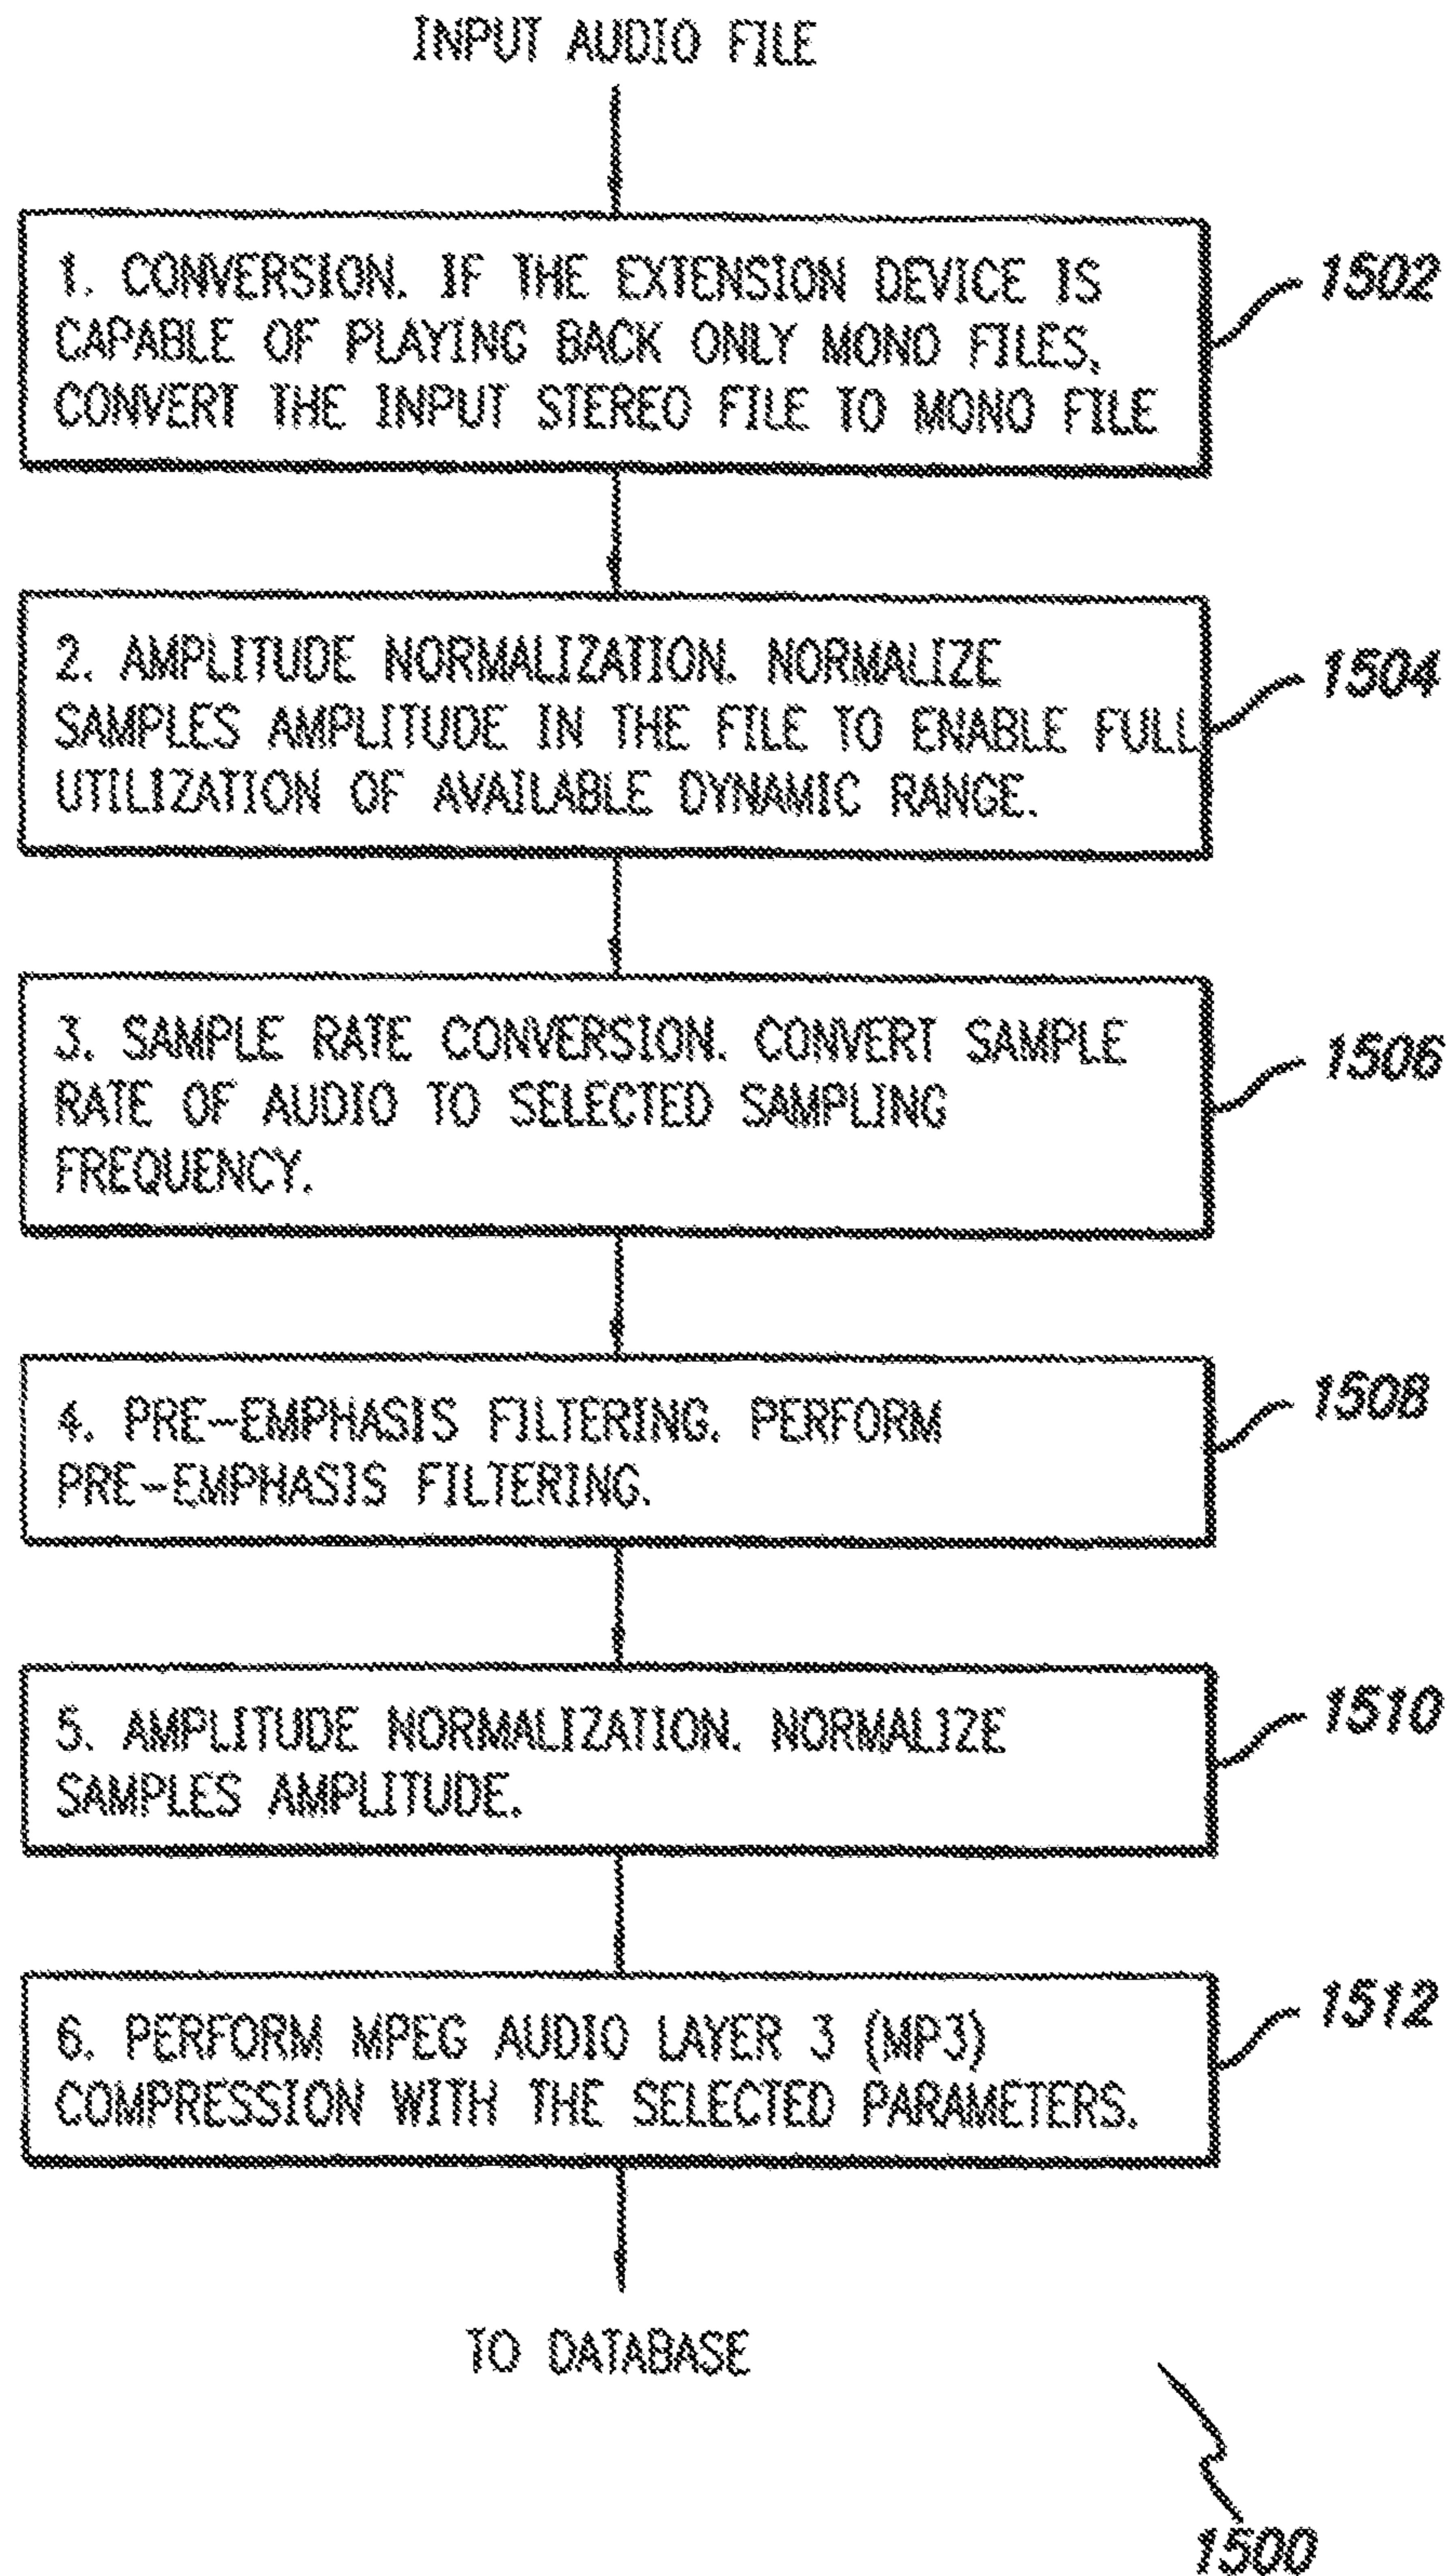 INPUT AUDIO FILE
1. CONVERSION. IF THE EXTENSION DEVICE IS
CAPABLE OF PLAYING BACK ONLY MONO FILES,
CONVERT THE INPUT STEREO FILE TO MONO FILE
1502
2. AMPLITUDE NORMALIZATION. NORMALIZE
SAMPLES AMPLITUDE IN THE FILE TO ENABLE FULL
UTILIZATION OF AVAILABLE DYNAMIC RANGE.
1504
3. SAMPLE RATE CONVERSION. CONVERT SAMPLE
RATE OF AUDIO TO SELECTED SAMPLING
FREQUENCY.
1506
4. PRE-EMPHASIS FILTERING. PERFORM
PRE-EMPHASIS FILTERING.
1508
5. AMPLITUDE NORMALIZATION. NORMALIZE
SAMPLES AMPLITUDE.
1510
6. PERFORM MPEG AUDIO LAYER 3 (MP3)
COMPRESSION WITH THE SELECTED PARAMETERS.
1512
TO DATABASE
1500